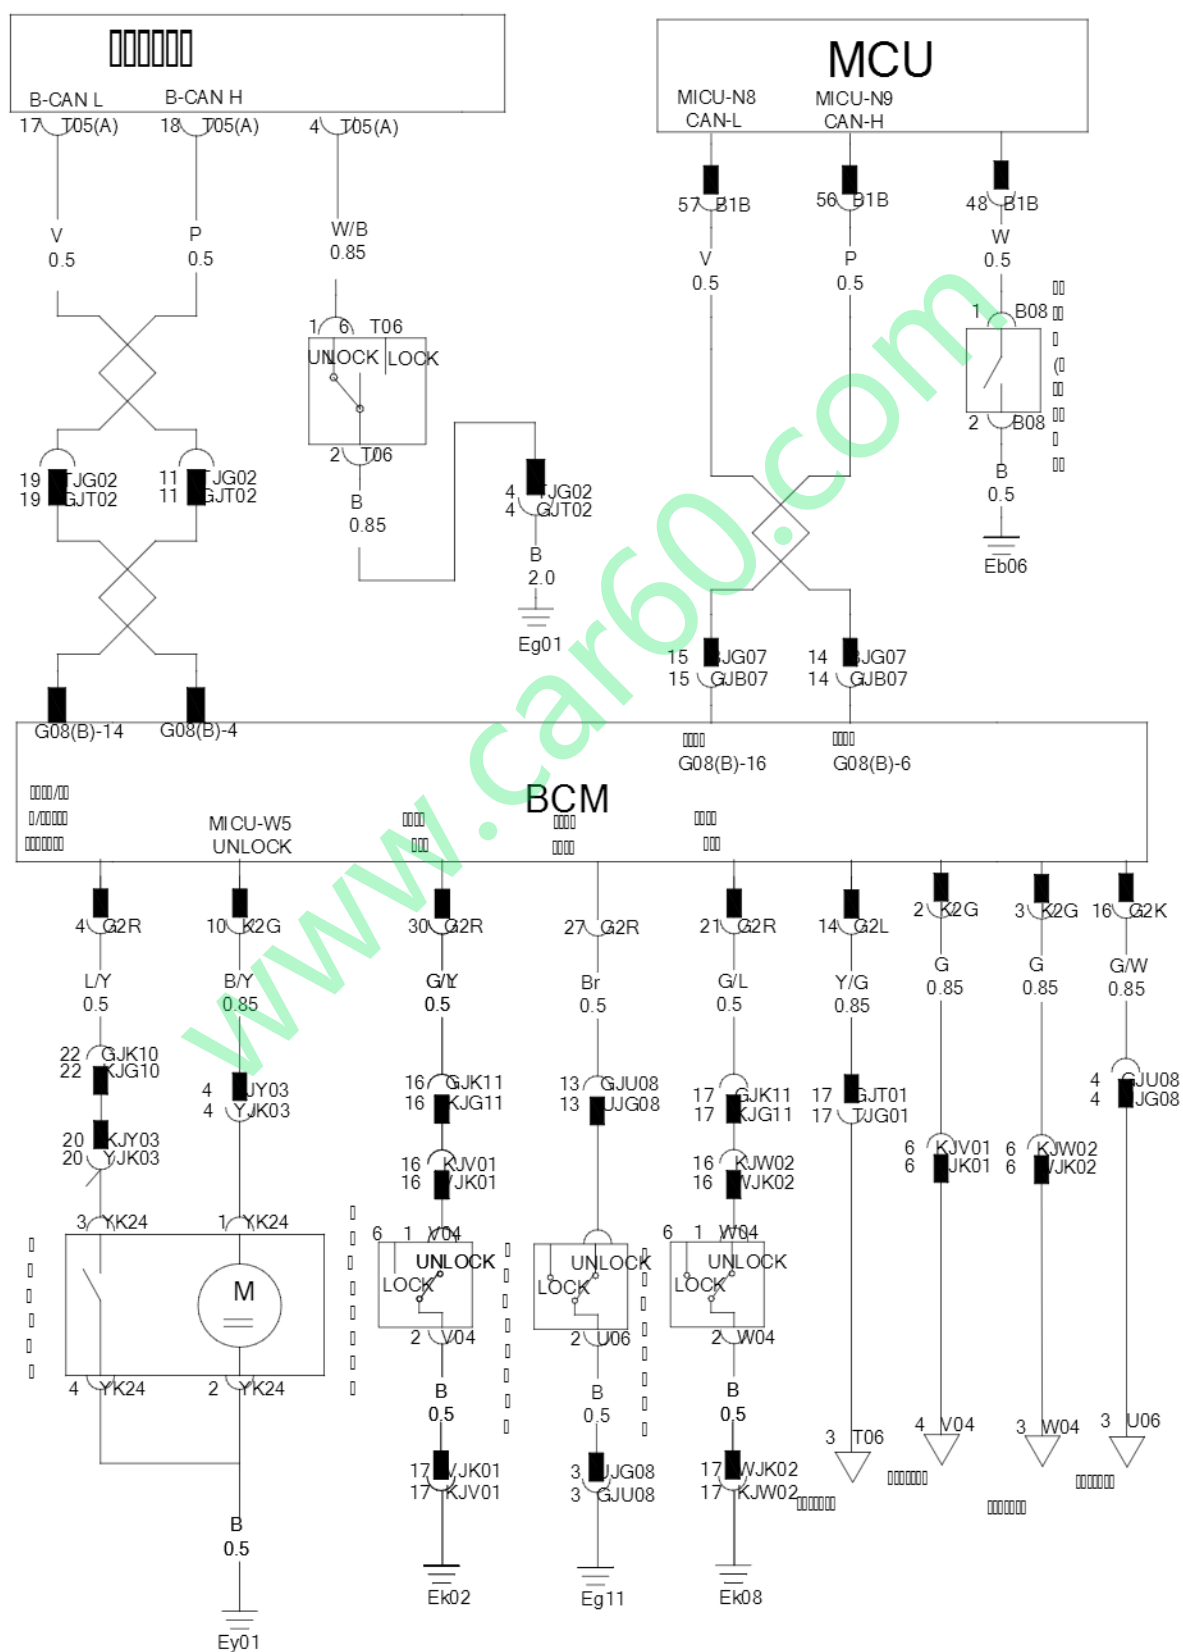 MCU
B-CAN L
B-CAN H
MICU-N8
CAN-L
MICU-N9
CAN-H
17 T05(A)
18 T05(A)
4 T05(A)
57 B1B
56 B1B
48 B1B
V
0.5
P
0.5
W/B
0.85
V
0.5
P
0.5
W
0.5
1 6 T06
UNLOCK LOCK
2 T06
1 B08
2 B08
19 TJG02
19 GJT02
11 TJG02
11 GJT02
B
0.85
4 TJG02
4 GJT02
B
2.0
Eg01
B
0.5
Eb06
15 BJG07
15 GJB07
14 BJG07
14 GJB07
G08(B)-14
G08(B)-4
G08(B)-16
G08(B)-6
BCM
MICU-W5
UNLOCK
4 G2R
10 K2G
30 G2R
27 G2R
21 G2R
14 G2L
2 K2G
3 K2G
16 G2K
L/Y
0.5
B/Y
0.85
G/Y
0.5
Br
0.5
G/L
0.5
Y/G
0.85
G
0.85
G
0.85
G/W
0.85
22 GJK10
22 KJG10
4 KJY03
4 YJK03
16 GJK11
16 KJG11
13 GJU08
13 UJG08
17 GJK11
17 KJG11
17 GJT01
17 TJG01
4 GJU08
4 UJG08
20 KJY03
20 YJK03
16 KJV01
16 VJK01
16 KJW02
16 WJK02
6 KJV01
6 VJK01
6 KJW02
6 WJK02
3 YK24
1 YK24
6 1 V04
6 1 W04
UNLOCK
LOCK
UNLOCK
LOCK
UNLOCK
LOCK
M
4 YK24
2 YK24
2 V04
2 U06
2 W04
B
0.5
B
0.5
B
0.5
3 T06
4 V04
3 W04
3 U06
17 VJK01
17 KJV01
3 UJG08
3 GJU08
17 WJK02
17 KJW02
B
0.5
Ek02
Eg11
Ek08
Ey01
www.car60.com